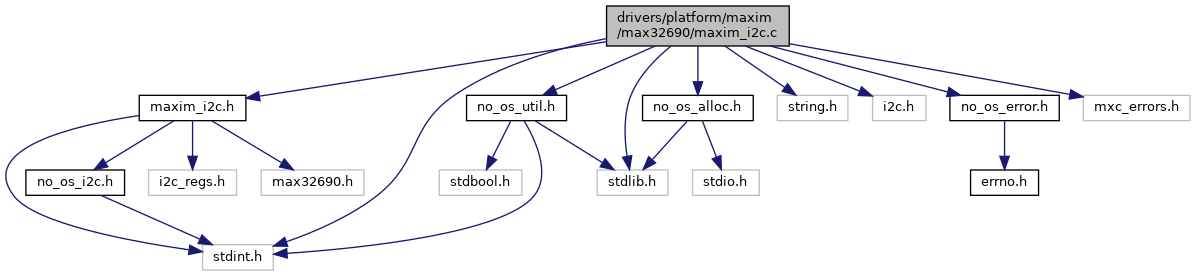 drivers/platform/maxim
/max32690/maxim_i2c.c
maxim_i2c.h
no_os_util.h
no_os_alloc.h
string.h
i2c.h
no_os_error.h
mxc_errors.h
no_os_i2c.h
i2c_regs.h
max32690.h
stdbool.h
stdlib.h
stdio.h
errno.h
stdint.h